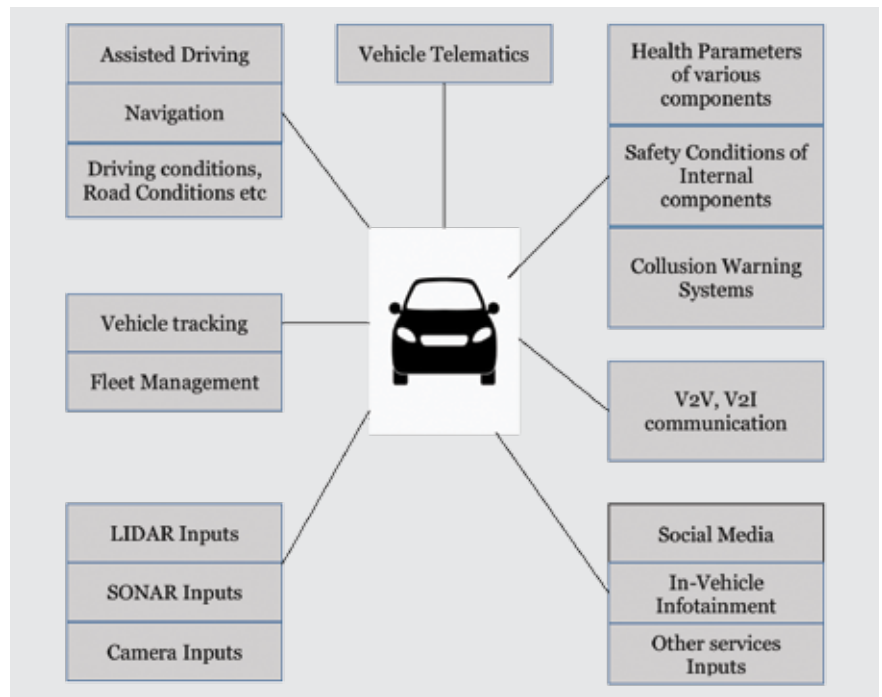 Assisted Driving
Navigation
Driving conditions,
Road Conditions etc
Vehicle Telematics
Health Parameters
of various
components
Safety Conditions of
Internal
components
Collusion Warning
Systems
Vehicle tracking
Fleet Management
V2V, V2I
communication
LIDAR Inputs
SONAR Inputs
Camera Inputs
Social Media
In-Vehicle
Infotainment
Other services
Inputs